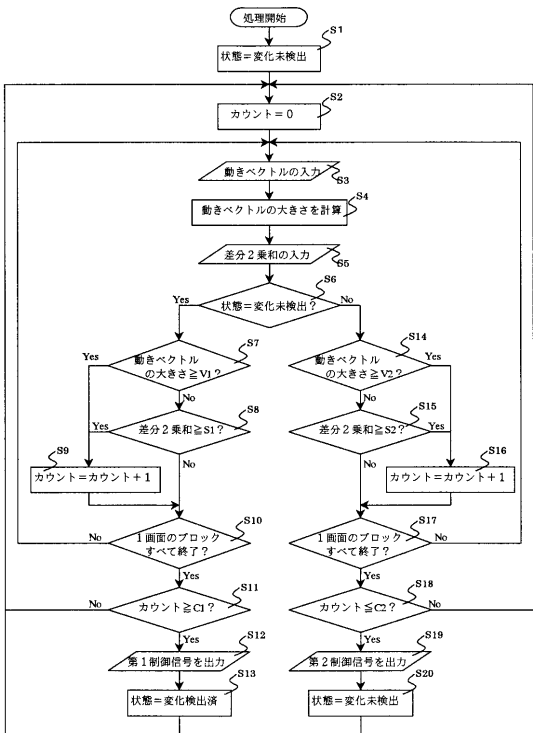 処理開始
S1
状態＝変化未検出
S2
カウント＝0
動きベクトルの入力
S3
S4
動きベクトルの大きさを計算
差分2乗和の入力
S5
S6
状態＝変化未検出？
Yes
No
S7
動きベクトル
の大きさ≧V1？
Yes
No
S8
差分2乗和≧S1？
Yes
No
S9
カウント＝カウント＋1
S10
1画面のブロック
すべて終了？
No
Yes
S11
カウント≧C1？
No
Yes
S12
第1制御信号を出力
S13
状態＝変化検出済
S14
動きベクトル
の大きさ≧V2？
Yes
No
S15
差分2乗和≧S2？
Yes
No
S16
カウント＝カウント＋1
S17
1画面のブロック
すべて終了？
No
Yes
S18
カウント≦C2？
No
Yes
S19
第2制御信号を出力
S20
状態＝変化未検出